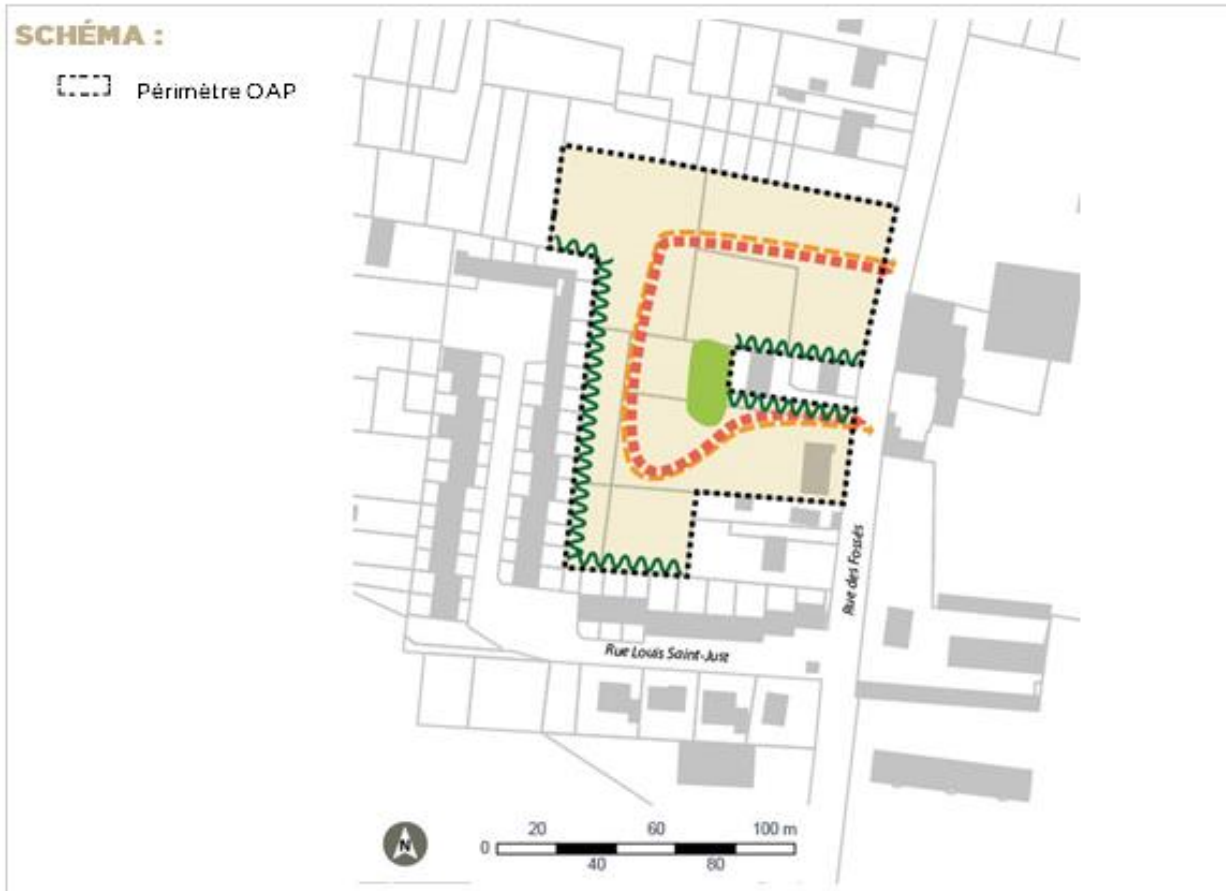 SCHÉMA :
Périmètre OAP
Rue des Fossés
Rue Louis Saint-Just
N
20 60 100 m
0
40 80